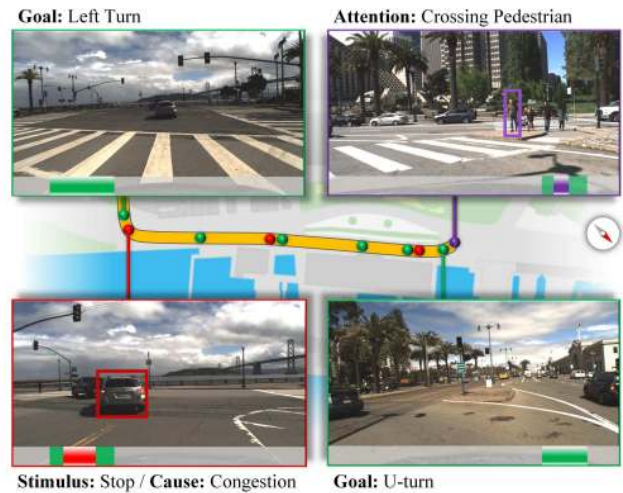 Goal: Left Turn
Attention: Crossing Pedestrian
Stimulus: Stop / Cause: Congestion
Goal: U-turn